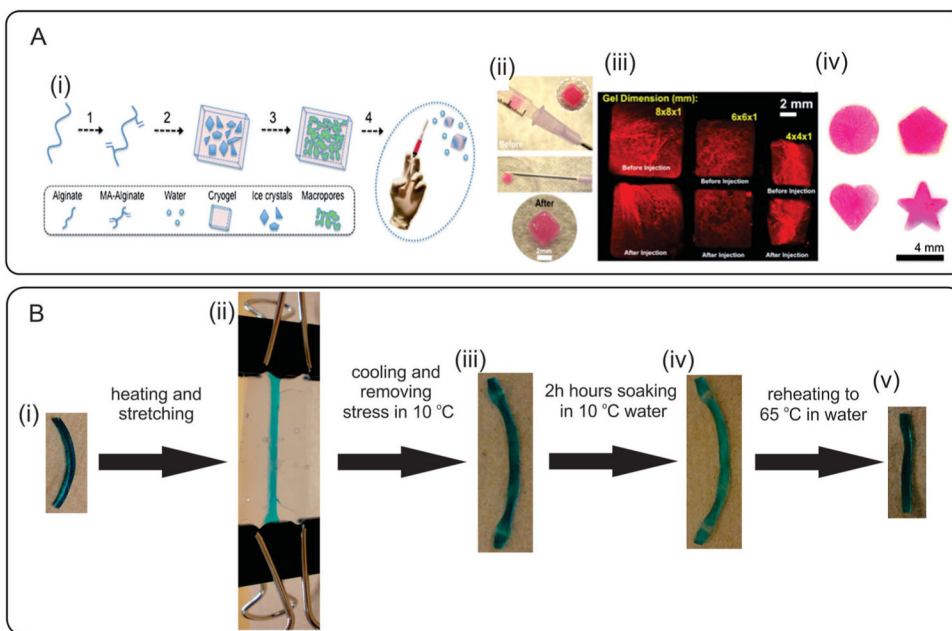 A
(i)
1
2
3
4
Alginate
MA-Alginate
Water
Cryogel
Ice crystals
Macropores
(ii)
Before
After
2mm
(iii)
Gel Dimension (mm):
8x8x1
6x6x1
4x4x1
2 mm
Before Injection
Before Injection
Before Injection
After Injection
After Injection
After Injection
(iv)
4 mm
B
(i)
heating and
stretching
(ii)
cooling and
removing
stress in 10 °C
(iii)
2h hours soaking
in 10 °C water
(iv)
reheating to
65 °C in water
(v)